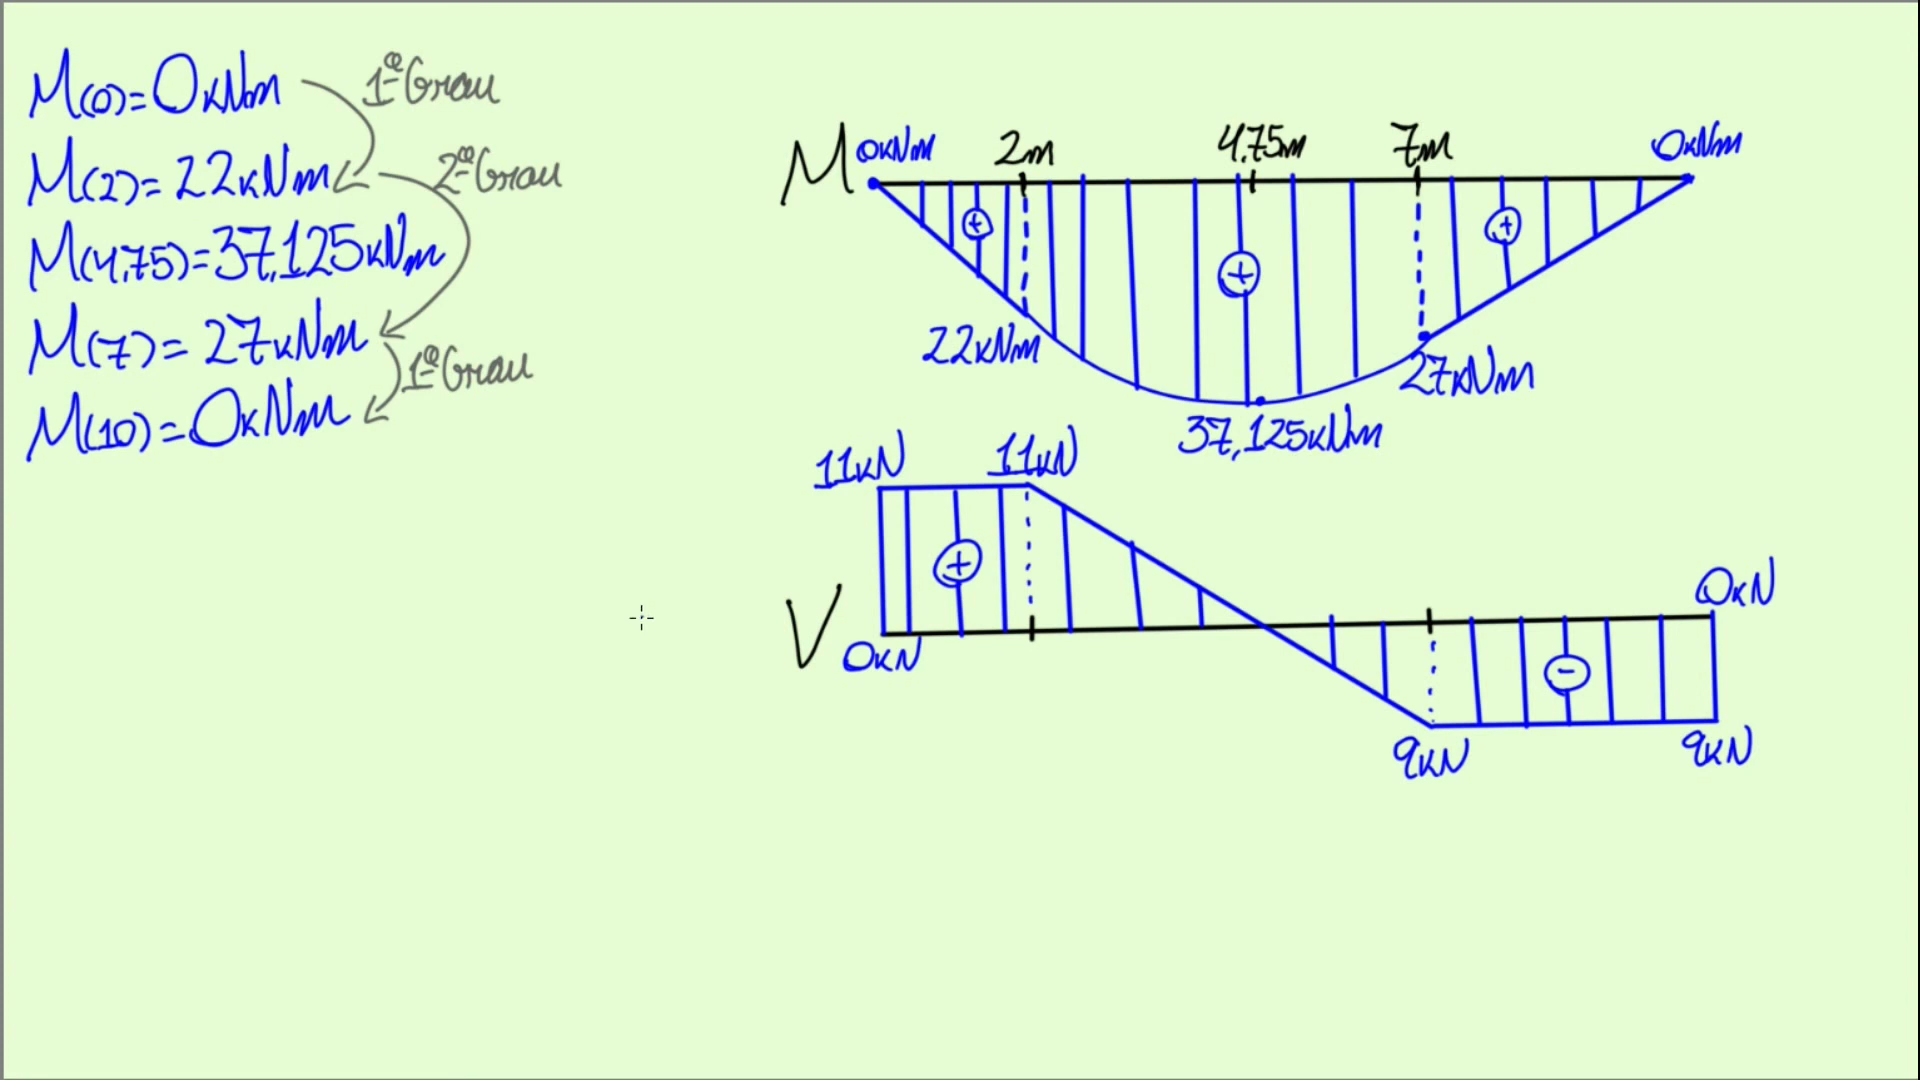 M(0)=0kNm
1º Grau
M(2)= 22kNm
2º Grau
M(4,75)=37,125kNm
M(7)= 27kNm
1º Grau
M(10)=0kNm
M 0kNm 2m 4,75m 7m 0kNm
+ + +
22kNm 27kNm
37,125kNm
11kN 11kN
+
V 0kN 0kN
-
9kN 9kN